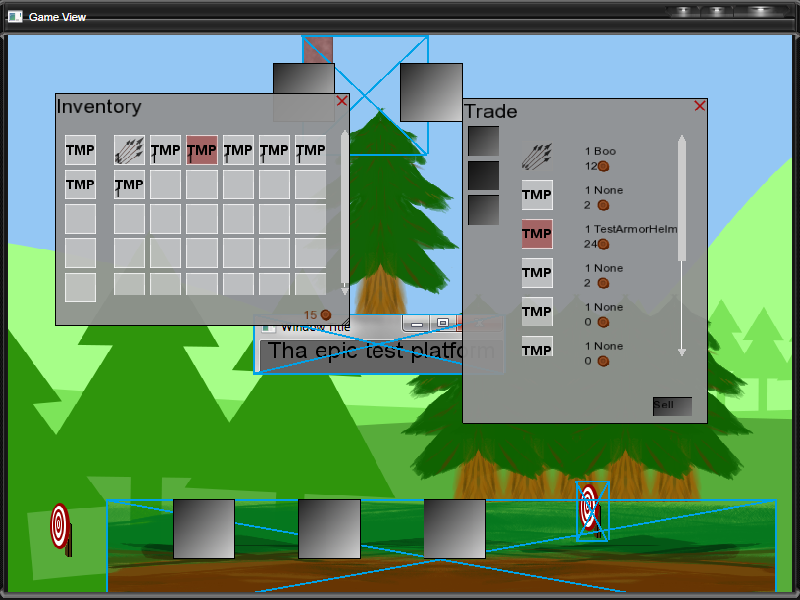 Game View
Inventory
TMP TMP TMP TMP TMP TMP
TMP TMP
15
Trade
1 Boo
12
TMP
1 None
2
TMP
1 TestArmorHelm
24
TMP
1 None
2
TMP
1 None
0
TMP
1 None
0
Sell
WindowTitle
Tha epic test platform